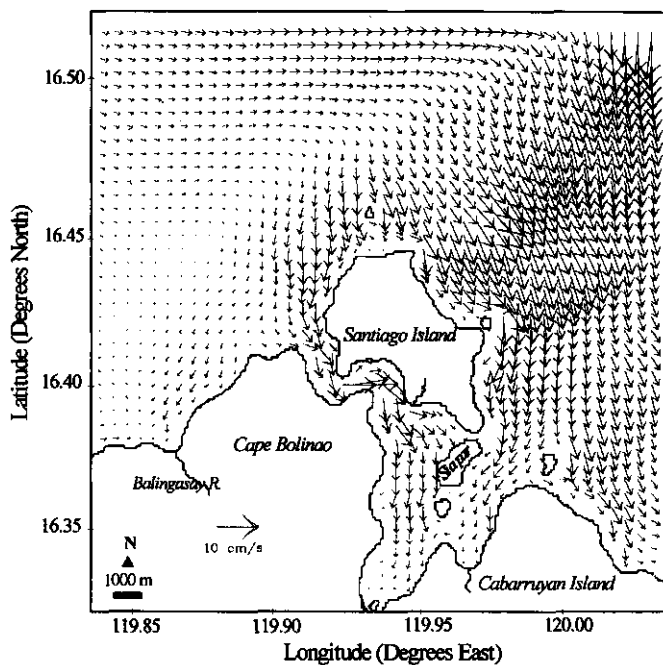 16.50
16.45
16.40
16.35
Latitude (Degrees North)
Santiago Island
Cape Bolinao
Siapar
Balingasay R.
10 cm/s
N
1000 m
Cabarruyan Island
119.85
119.90
119.95
120.00
Longitude (Degrees East)